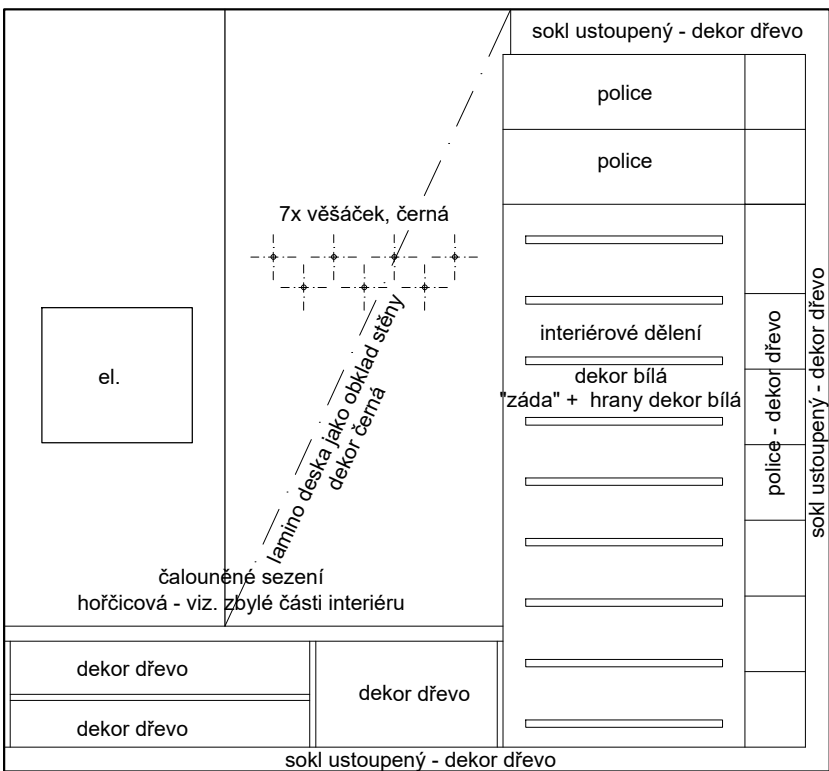 sokl ustoupený - dekor dřevo
police
police
7x věšáček, černá
el.
lamino deska jako obklad stěny
dekor černá
interiérové dělení
dekor bílá
"záda" +  hrany dekor bílá
police - dekor dřevo
sokl ustoupený - dekor dřevo
čalouněné sezení
hořčicová - viz. zbylé části interiéru
dekor dřevo
dekor dřevo
dekor dřevo
sokl ustoupený - dekor dřevo